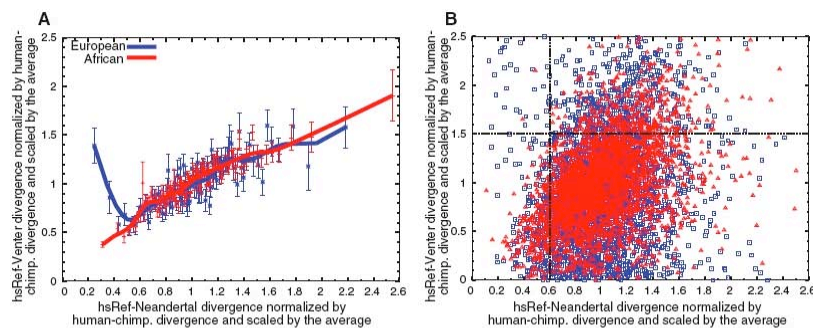 A
European
African
2.5
2
1.5
1
0.5
0
0.2 0.4 0.6 0.8 1 1.2 1.4 1.6 1.8 2 2.2 2.4 2.6
hsRef-Venter divergence normalized by human-
chimp. divergence and scaled by the average
hsRef-Neandertal divergence normalized by
human-chimp. divergence and scaled by the average
B
2.5
2
1.5
1
0.5
0
0 0.2 0.4 0.6 0.8 1 1.2 1.4 1.6 1.8 2 2.2 2.4 2.6
hsRef-Venter divergence normalized by human-
chimp. divergence and scaled by the average
hsRef-Neandertal divergence normalized by
human-chimp. divergence and scaled by the average